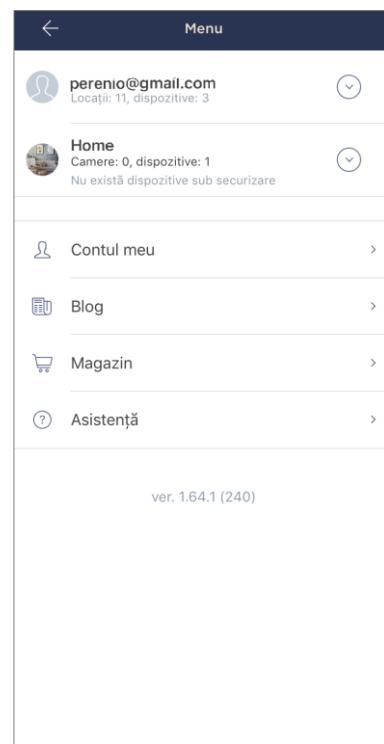 Menu
perenio@gmail.com
Locații: 11, dispozitive: 3
Home
Camere: 0, dispozitive: 1
Nu există dispozitive sub securizare
Contul meu
Blog
Magazin
Asistență
ver. 1.64.1 (240)